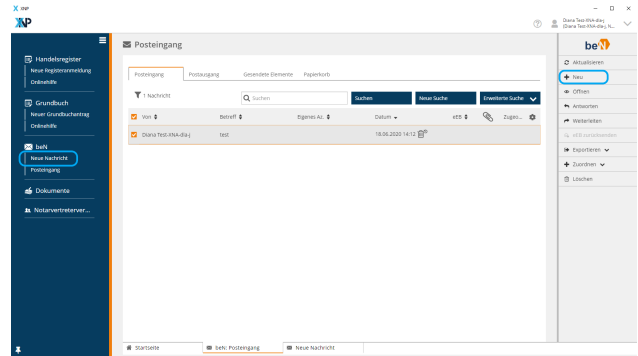 XNP
XNP
Diana Test-XNA-dia-j
(Diana Test-XNA-dia-j, N...
Posteingang
beN
Handelsregister
Neue Registeranmeldung
Onlinehilfe
Grundbuch
Neuer Grundbuchantrag
Onlinehilfe
beN
Neue Nachricht
Posteingang
Dokumente
Notarvertreterver...
Posteingang Postausgang Gesendete Elemente Papierkorb
1 Nachricht Suchen Suchen Neue Suche Erweiterte Suche
Von Betreff Eigenes Az. Datum eEB Zugeo...
Diana Test-XNA-dia-j test 18.06.2020 14:12
Aktualisieren
Neu
Öffnen
Antworten
Weiterleiten
eEB zurücksenden
Exportieren
Zuordnen
Löschen
Startseite beN: Posteingang Neue Nachricht